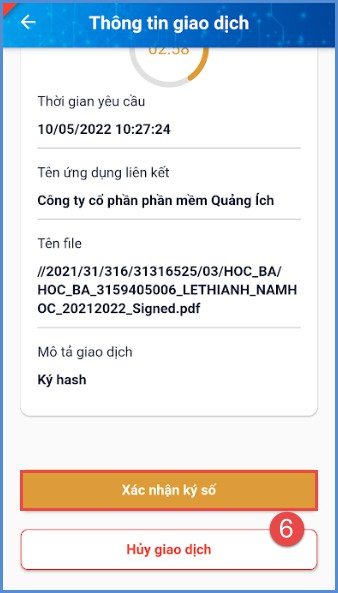 Thông tin giao dịch
02:58
Thời gian yêu cầu
10/05/2022 10:27:24
Tên ứng dụng liên kết
Công ty cổ phần phần mềm Quảng Ích
Tên file
//2021/31/316/31316525/03/HOC_BA/
HOC_BA_3159405006_LETHIANH_NAMH
OC_20212022_Signed.pdf
Mô tả giao dịch
Ký hash
Xác nhận ký số
6
Hủy giao dịch